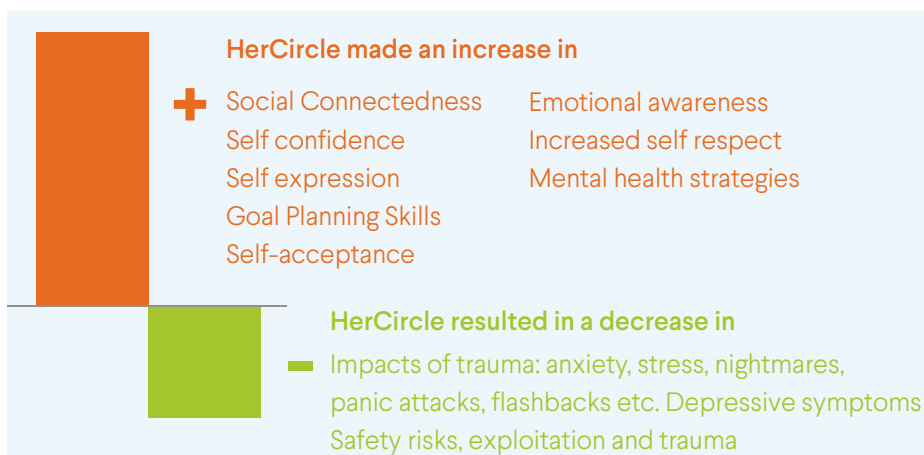 HerCircle made an increase in
Social Connectedness
Self confidence
Self expression
Goal Planning Skills
Self-acceptance
Emotional awareness
Increased self respect
Mental health strategies
HerCircle resulted in a decrease in
Impacts of trauma: anxiety, stress, nightmares,
panic attacks, flashbacks etc. Depressive symptoms
Safety risks, exploitation and trauma